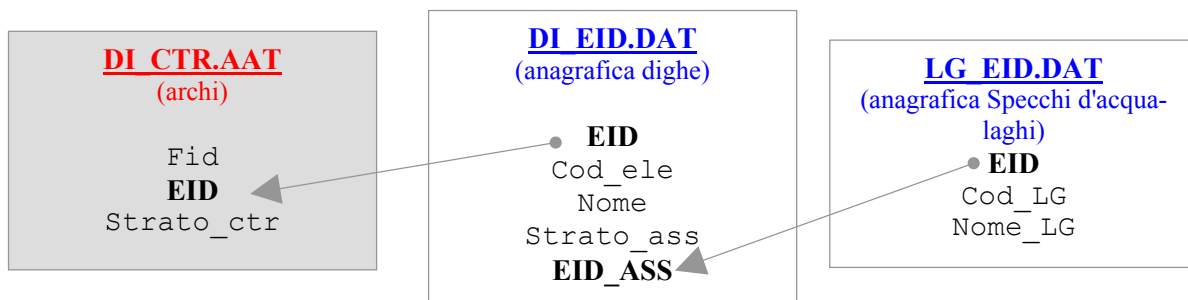 DI_CTR.AAT
(archi)
Fid
EID
Strato_ctr
DI_EID.DAT
(anagrafica dighe)
EID
Cod_ele
Nome
Strato_ass
EID_ASS
LG_EID.DAT
(anagrafica Specchi d'acqua-
laghi)
EID
Cod_LG
Nome_LG